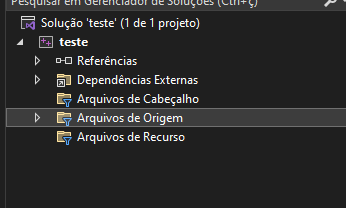 Pesquisar em Gerenciador de Soluções (Ctrl+ç)
Solução 'teste' (1 de 1 projeto)
teste
Referências
Dependências Externas
Arquivos de Cabeçalho
Arquivos de Origem
Arquivos de Recurso